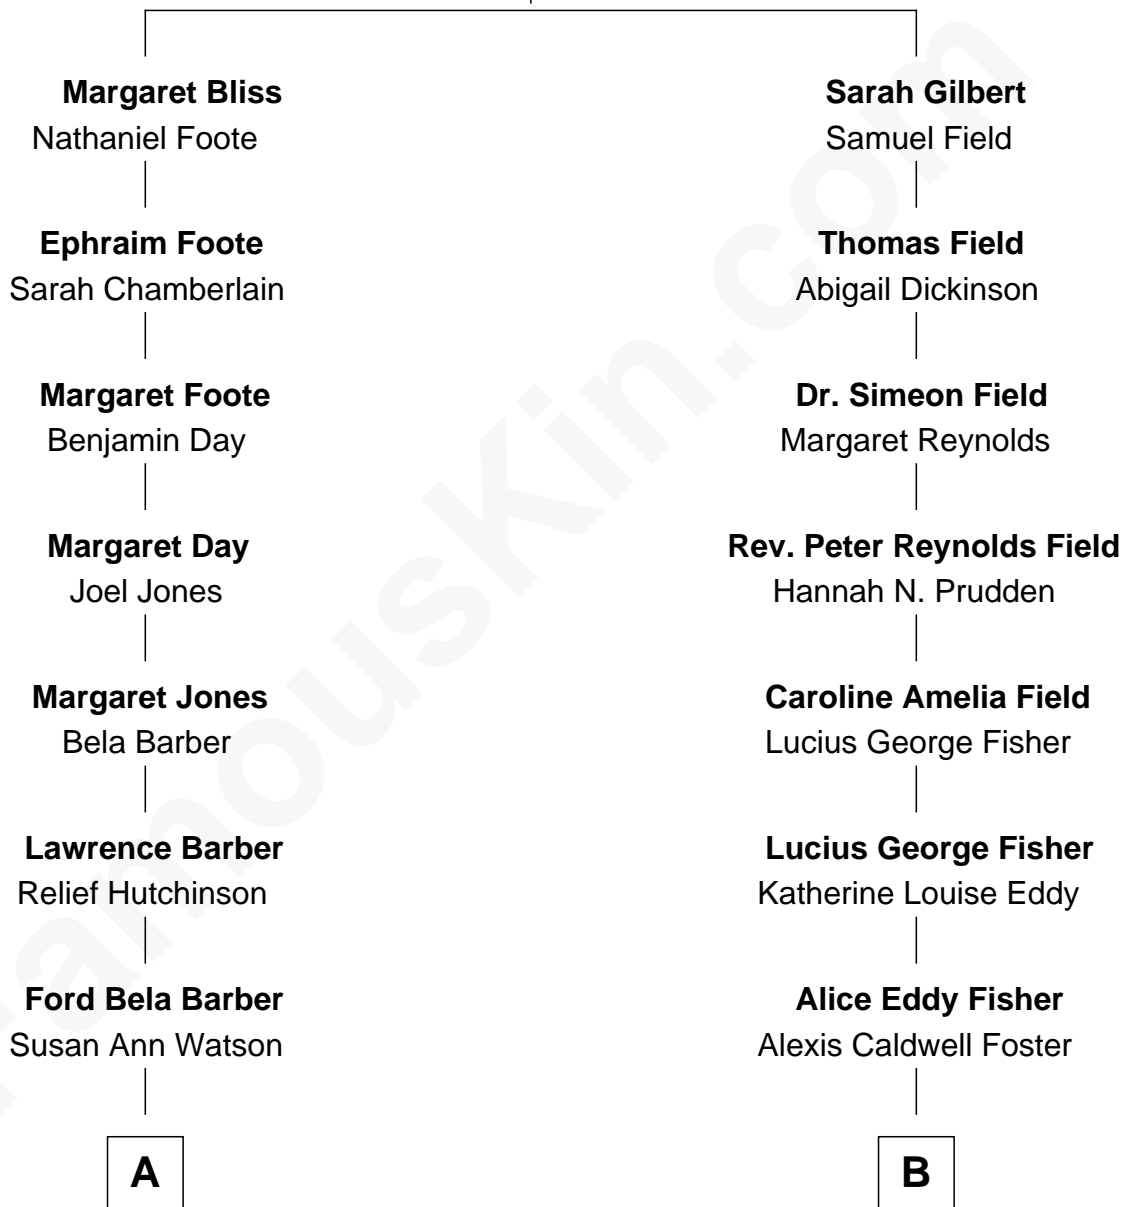 Margaret Bliss
Nathaniel Foote
Ephraim Foote
Sarah Chamberlain
Margaret Foote
Benjamin Day
Margaret Day
Joel Jones
Margaret Jones
Bela Barber
Lawrence Barber
Relief Hutchinson
Ford Bela Barber
Susan Ann Watson
A
Sarah Gilbert
Samuel Field
Thomas Field
Abigail Dickinson
Dr. Simeon Field
Margaret Reynolds
Rev. Peter Reynolds Field
Hannah N. Prudden
Caroline Amelia Field
Lucius George Fisher
Lucius George Fisher
Katherine Louise Eddy
Alice Eddy Fisher
Alexis Caldwell Foster
B
FamousKin.com